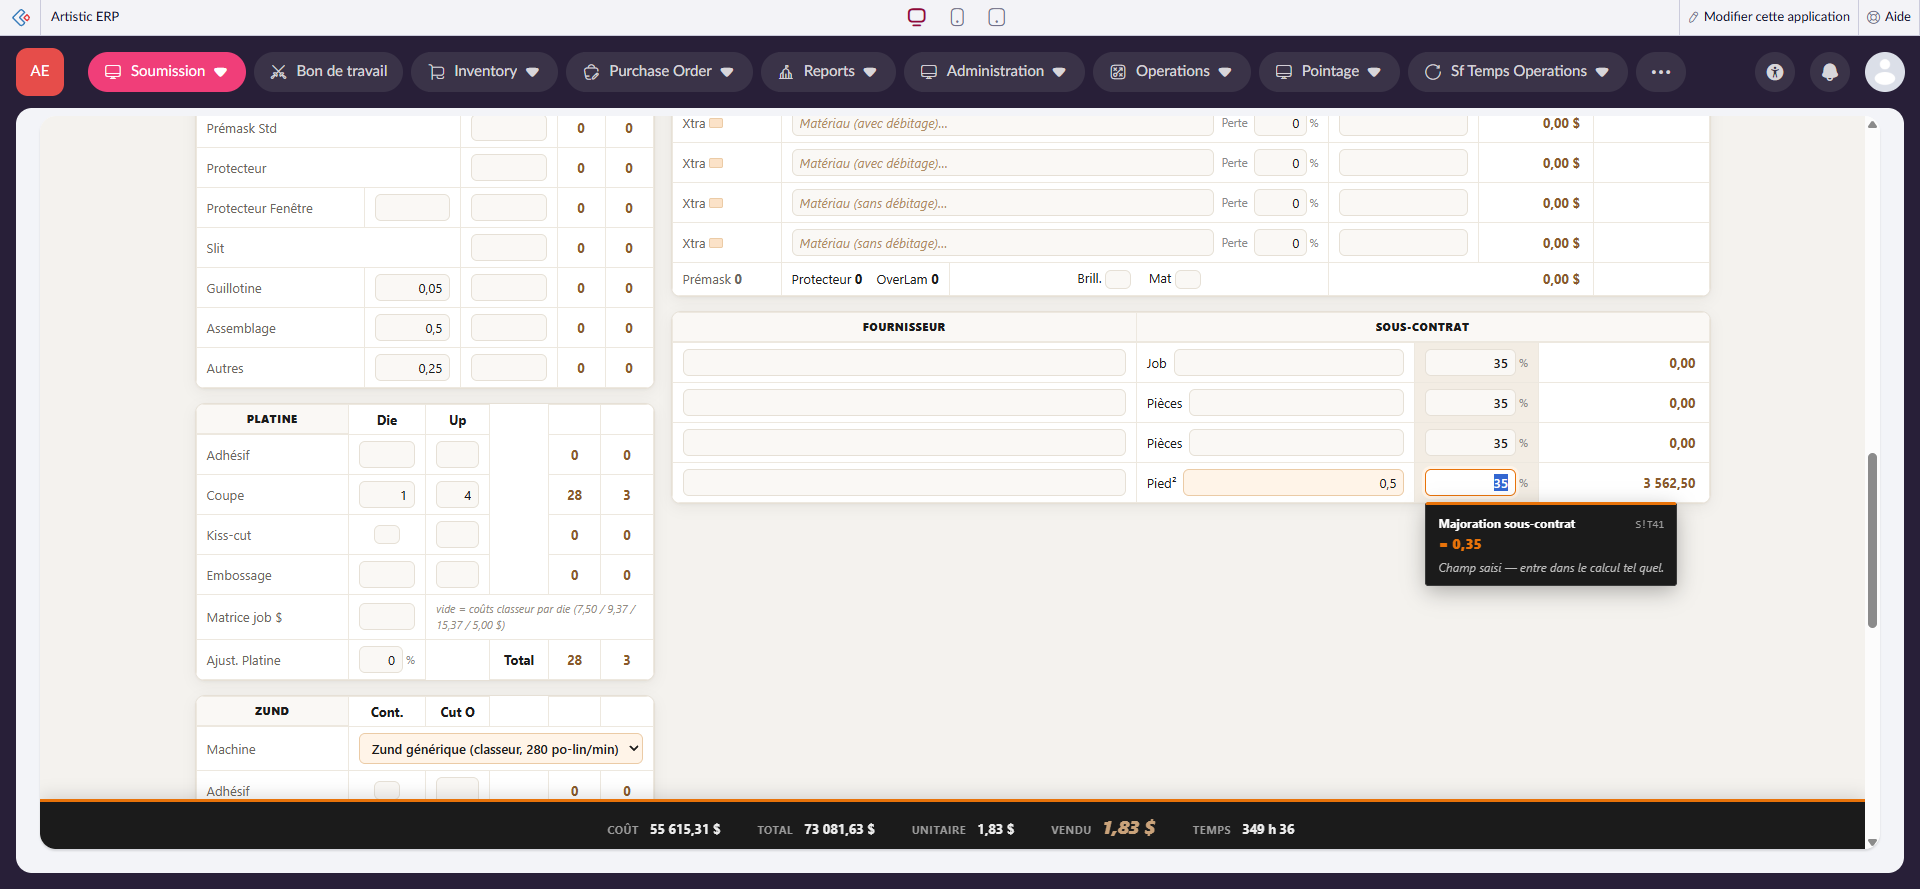 Artistic ERP
Modifier cette application
Aide
AE
Soumission
Bon de travail
Inventory
Purchase Order
Reports
Administration
Operations
Pointage
Sf Temps Operations
Prémask Std 0 0
Protecteur 0 0
Protecteur Fenêtre 0 0
Slit 0 0
Guillotine 0,05 0 0
Assemblage 0,5 0 0
Autres 0,25 0 0
PLATINE Die Up
Adhésif 0 0
Coupe 1 4 28 3
Kiss-cut 0 0
Embossage 0 0
Matrice job $ vide = coûts classeur par die (7,50 / 9,37 /
15,37 / 5,00 $)
Ajust. Platine 0 % Total 28 3
ZUND Cont. Cut O
Machine Zund générique (classeur, 280 po-lin/min)
Adhésif 0 0
Xtra Matériau (avec débitage)... Perte 0 % 0,00 $
Xtra Matériau (avec débitage)... Perte 0 % 0,00 $
Xtra Matériau (sans débitage)... Perte 0 % 0,00 $
Xtra Matériau (sans débitage)... Perte 0 % 0,00 $
Prémask 0 Protecteur 0 OverLam 0 Brill. Mat 0,00 $
FOURNISSEUR SOUS-CONTRAT
Job 35 % 0,00
Pièces 35 % 0,00
Pièces 35 % 0,00
Pied² 0,5 35 % 3 562,50
Majoration sous-contrat S!T41
= 0,35
Champ saisi — entre dans le calcul tel quel.
COÛT 55 615,31 $ TOTAL 73 081,63 $ UNITAIRE 1,83 $ VENDU 1,83 $ TEMPS 349 h 36